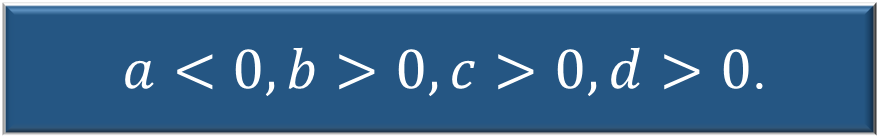 a < 0, b > 0, c > 0, d > 0.